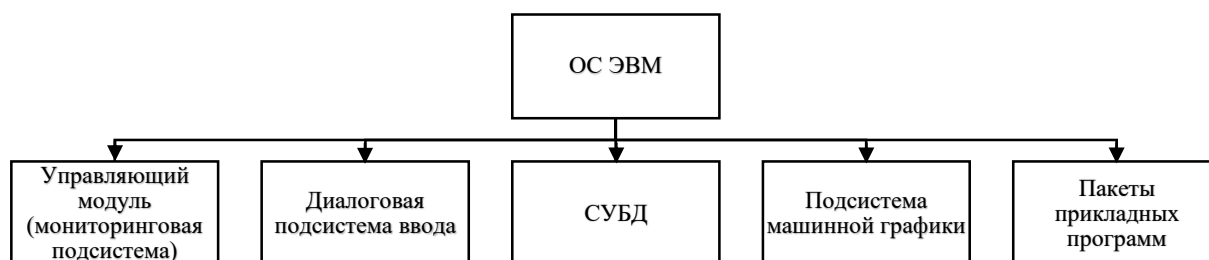 ОС ЭВМ
Управляющий
модуль
(мониторинговая
подсистема)
Диалоговая
подсистема ввода
СУБД
Подсистема
машинной графики
Пакеты
прикладных
программ